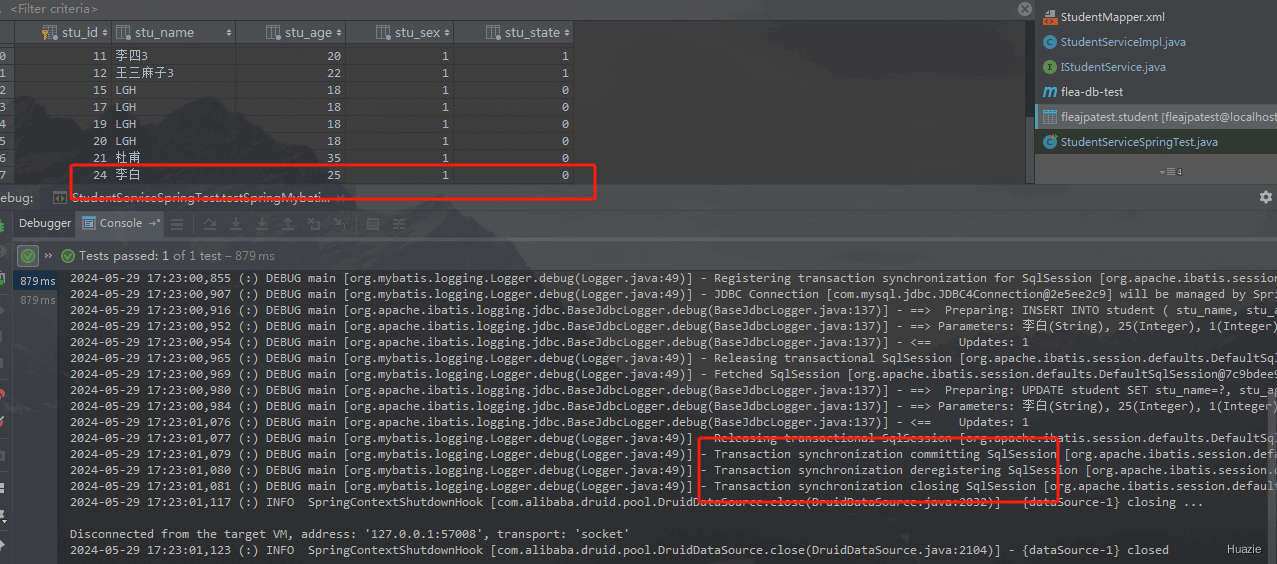 <Filter criteria>
stu_id stu_name stu_age stu_sex stu_state
0 11 李四3 20 1 1
1 12 王三麻子3 22 1 1
2 15 LGH 18 1 0
3 17 LGH 18 1 0
4 19 LGH 18 1 0
5 20 LGH 18 1 0
6 21 杜甫 35 1 0
7 24 李白 25 1 0
StudentMapper.xml
StudentServiceImpl.java
IStudentService.java
flea-db-test
fleajpatest.student [fleajpatest@localhost
StudentServiceSpringTest.java
4
ebug: StudentServiceSpringTest.testSpringMybati...
Debugger Console
Tests passed: 1 of 1 test – 879 ms
879 ms
879 ms
2024-05-29 17:23:00,855 (:) DEBUG main [org.mybatis.logging.Logger.debug(Logger.java:49)] - Registering transaction synchronization for SqlSession [org.apache.ibatis.session
2024-05-29 17:23:00,907 (:) DEBUG main [org.mybatis.logging.Logger.debug(Logger.java:49)] - JDBC Connection [com.mysql.jdbc.JDBC4Connection@2e5ee2c9] will be managed by Spri
2024-05-29 17:23:00,916 (:) DEBUG main [org.apache.ibatis.logging.jdbc.BaseJdbcLogger.debug(BaseJdbcLogger.java:137)] - ==> Preparing: INSERT INTO student ( stu_name, stu_a
2024-05-29 17:23:00,952 (:) DEBUG main [org.apache.ibatis.logging.jdbc.BaseJdbcLogger.debug(BaseJdbcLogger.java:137)] - ==> Parameters: 李白(String), 25(Integer), 1(Integer)
2024-05-29 17:23:00,954 (:) DEBUG main [org.apache.ibatis.logging.jdbc.BaseJdbcLogger.debug(BaseJdbcLogger.java:137)] - <== Updates: 1
2024-05-29 17:23:00,965 (:) DEBUG main [org.mybatis.logging.Logger.debug(Logger.java:49)] - Releasing transactional SqlSession [org.apache.ibatis.session.defaults.DefaultSql
2024-05-29 17:23:00,969 (:) DEBUG main [org.mybatis.logging.Logger.debug(Logger.java:49)] - Fetched SqlSession [org.apache.ibatis.session.defaults.DefaultSqlSession@7c9bdee9
2024-05-29 17:23:00,980 (:) DEBUG main [org.apache.ibatis.logging.jdbc.BaseJdbcLogger.debug(BaseJdbcLogger.java:137)] - ==> Preparing: UPDATE student SET stu_name=?, stu_ag
2024-05-29 17:23:00,984 (:) DEBUG main [org.apache.ibatis.logging.jdbc.BaseJdbcLogger.debug(BaseJdbcLogger.java:137)] - ==> Parameters: 李白(String), 25(Integer), 1(Integer)
2024-05-29 17:23:01,076 (:) DEBUG main [org.apache.ibatis.logging.jdbc.BaseJdbcLogger.debug(BaseJdbcLogger.java:137)] - <== Updates: 1
2024-05-29 17:23:01,077 (:) DEBUG main [org.mybatis.logging.Logger.debug(Logger.java:49)] - Releasing transactional SqlSession [org.apache.ibatis.session.defaults.DefaultSql
2024-05-29 17:23:01,079 (:) DEBUG main [org.mybatis.logging.Logger.debug(Logger.java:49)] - Transaction synchronization committing SqlSession [org.apache.ibatis.session.defa
2024-05-29 17:23:01,080 (:) DEBUG main [org.mybatis.logging.Logger.debug(Logger.java:49)] - Transaction synchronization deregistering SqlSession [org.apache.ibatis.session.d
2024-05-29 17:23:01,081 (:) DEBUG main [org.mybatis.logging.Logger.debug(Logger.java:49)] - Transaction synchronization closing SqlSession [org.apache.ibatis.session.default
2024-05-29 17:23:01,117 (:) INFO SpringContextShutdownHook [com.alibaba.druid.pool.DruidDataSource.close(DruidDataSource.java:2032)] - {dataSource-1} closing ...
Disconnected from the target VM, address: '127.0.0.1:57008', transport: 'socket'
2024-05-29 17:23:01,123 (:) INFO SpringContextShutdownHook [com.alibaba.druid.pool.DruidDataSource.close(DruidDataSource.java:2104)] - {dataSource-1} closed
Huazie